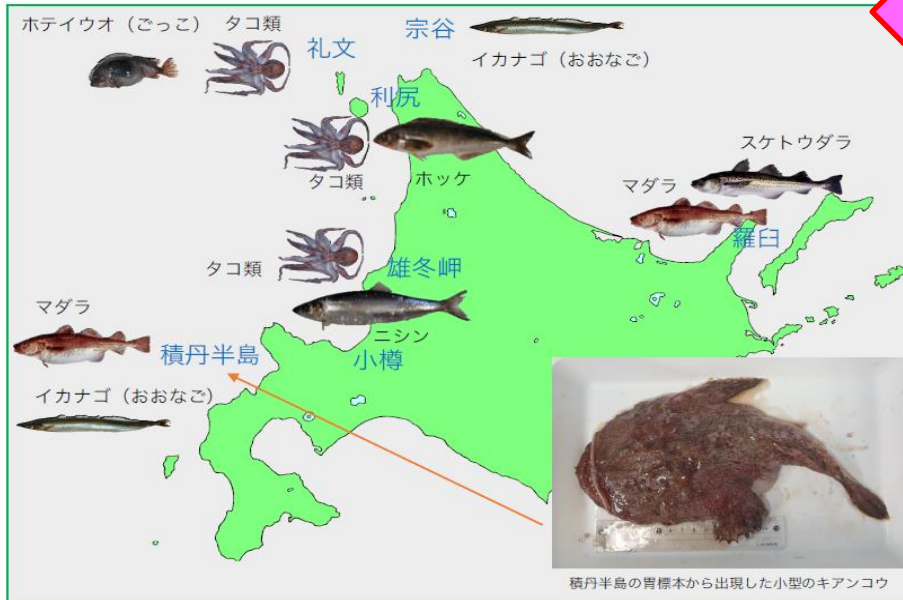 ホテイウオ（ごっこ）
タコ類
礼文
宗谷
イカナゴ（おおなご）
利尻
タコ類
ホッケ
スケトウダラ
マダラ
羅臼
タコ類
雄冬岬
ニシン
マダラ
積丹半島
小樽
イカナゴ（おおなご）
積丹半島の胃標本から出現した小型のキアンコウ